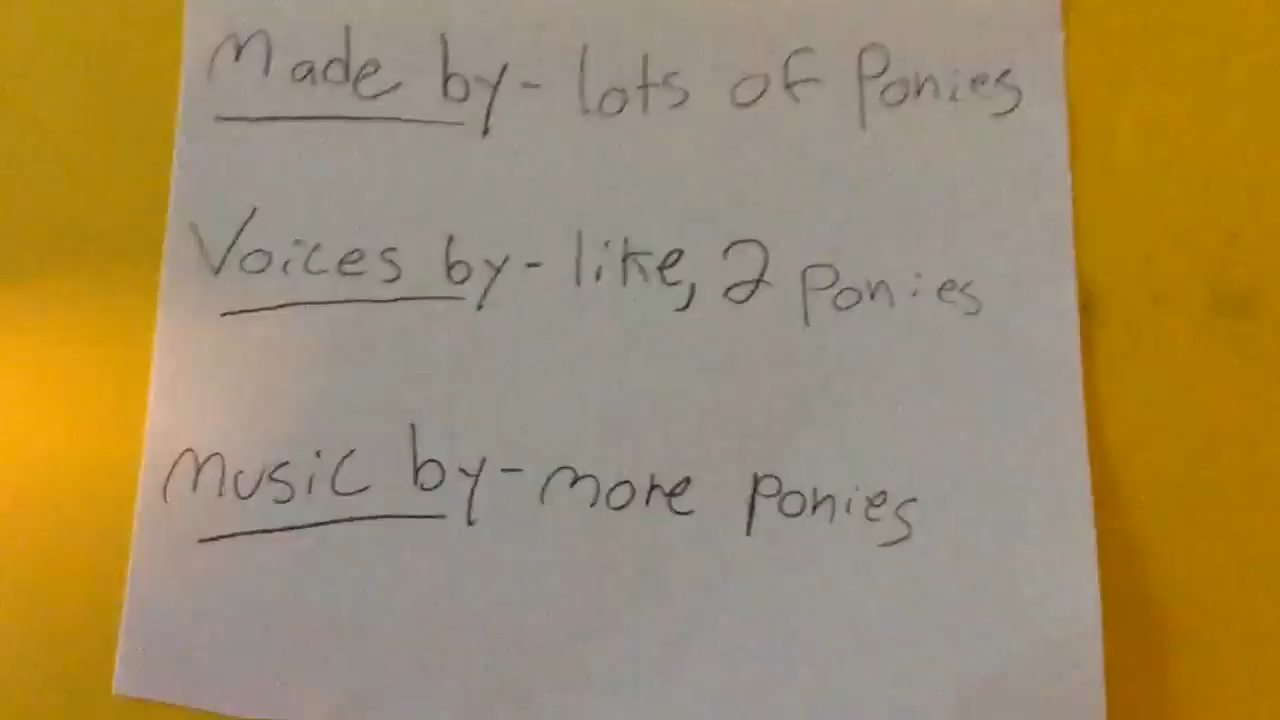 Made by- lots of Ponies
Voices by- like, 2 Ponies
Music by- more Ponies